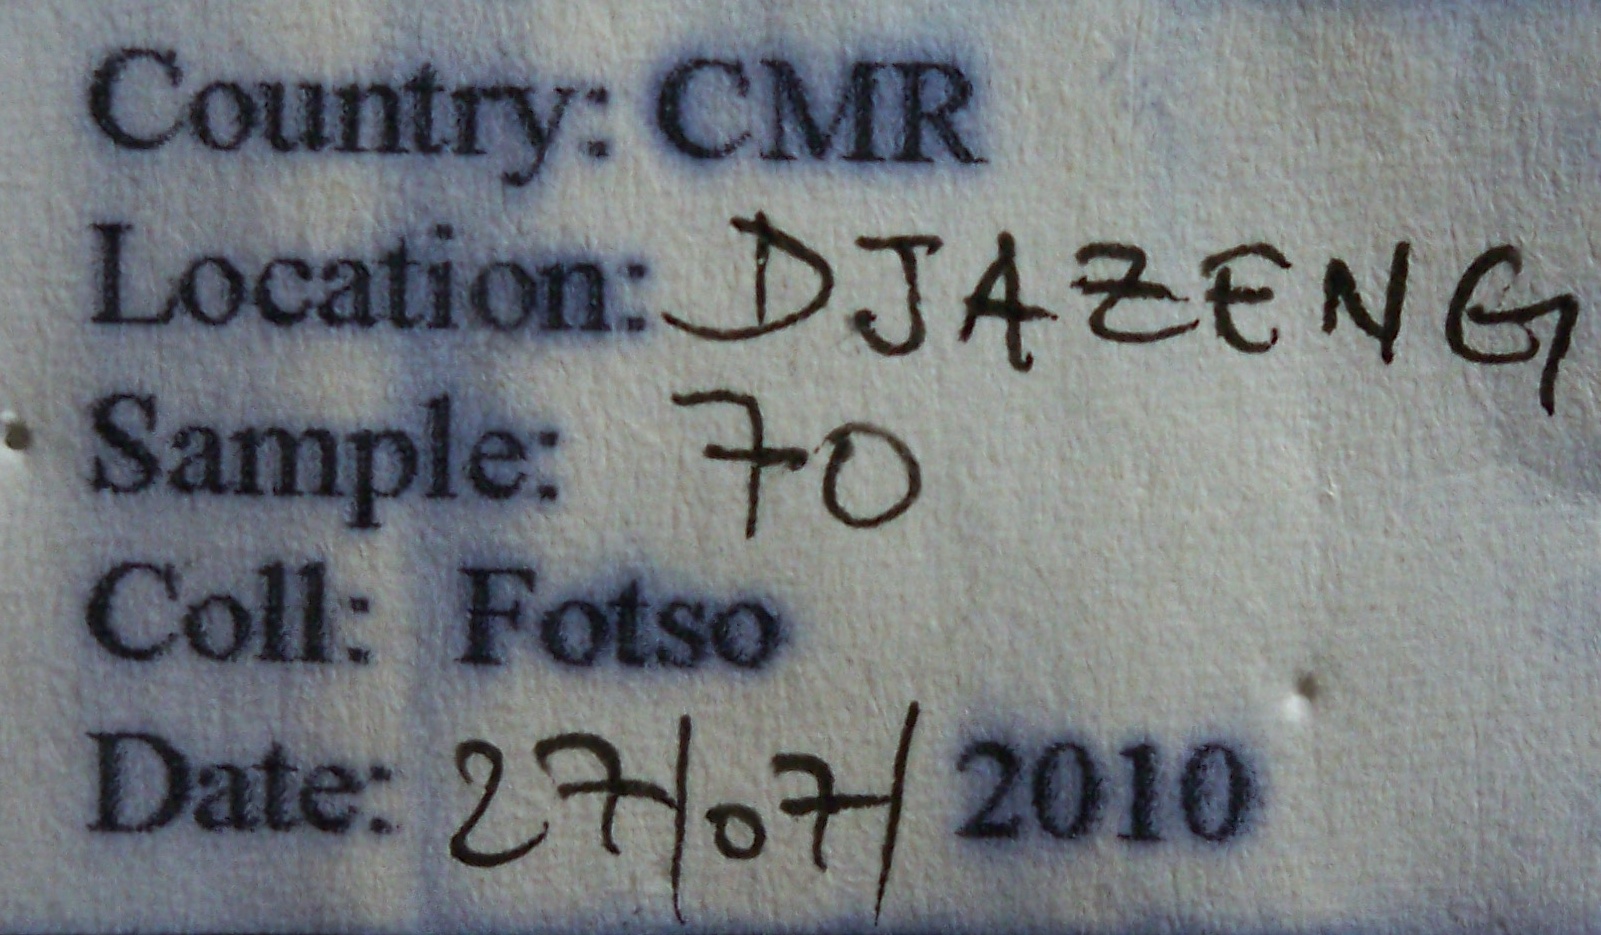 Country: CMR
Location: DJAZENG
Sample: 70
Coll: Fotso
Date: 27/07/ 2010